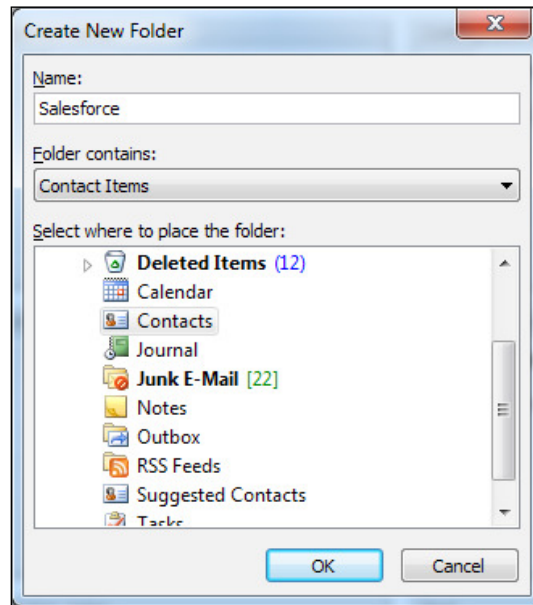 Create New Folder
Name:
Salesforce
Folder contains:
Contact Items
Select where to place the folder:
Deleted Items (12)
Calendar
Contacts
Journal
Junk E-Mail [22]
Notes
Outbox
RSS Feeds
Suggested Contacts
Tasks
OK Cancel